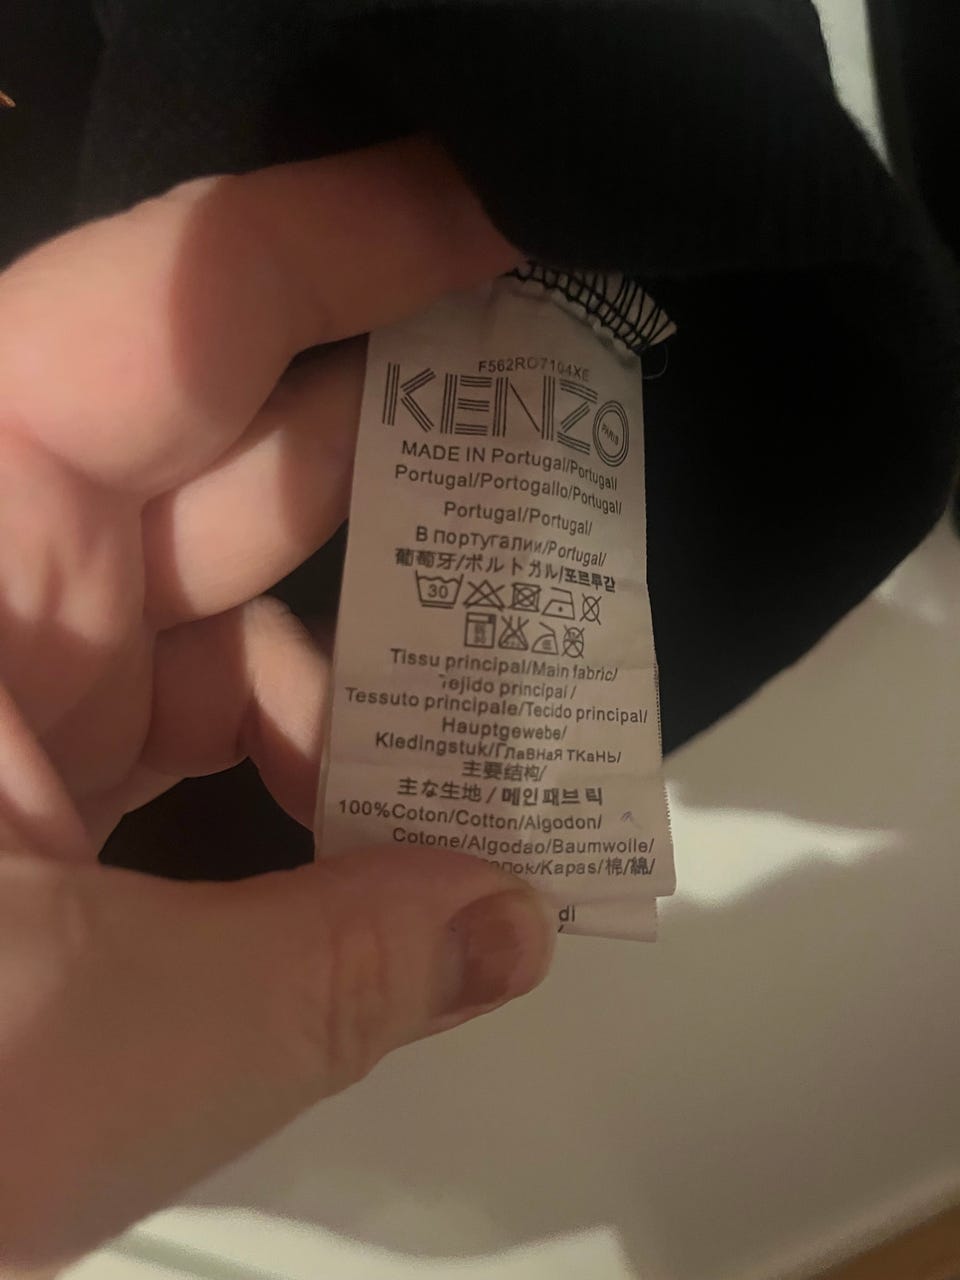 F562RO7104XE
KENZO PARIS
MADE IN Portugal/Portugali
Portugal/Portogallo/Portugal/
Portugal/Portugal/
В португалии/Portugal/
葡萄牙/ポルトガル/포르투갈
30
Tissu principal/Main fabric/
Tejido principal/
Tessuto principale/Tecido principal/
Hauptgewebe/
Kledingstuk/Главная ткань/
主要结构/
主な生地/메인패브릭
100%Coton/Cotton/Algodon/
Cotone/Algodao/Baumwolle/
/Kapas/棉/綿/
di